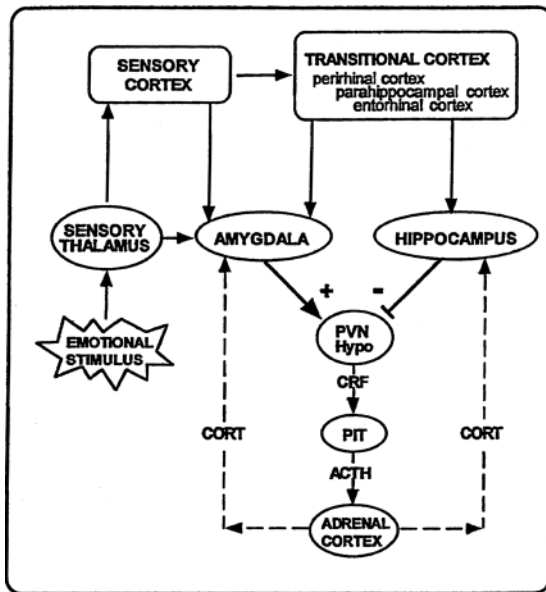 SENSORY
CORTEX
TRANSITIONAL CORTEX
perirhinal cortex
parahippocampal cortex
entorhinal cortex
SENSORY
THALAMUS
AMYGDALA
HIPPOCAMPUS
EMOTIONAL
STIMULUS
+
-
PVN
Hypo
CRF
CORT
PIT
CORT
ACTH
ADRENAL
CORTEX